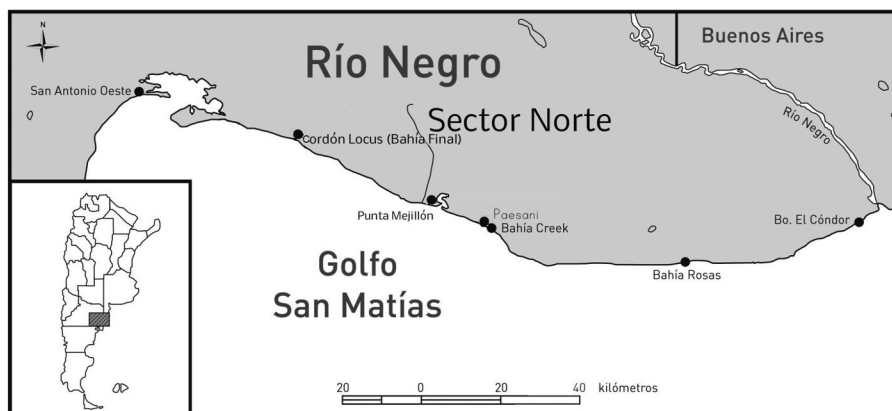 N
Buenos Aires
Río Negro
San Antonio Oeste
Río Negro
Sector Norte
Cordón Locus (Bahía Final)
Punta Mejillón
Paesani
Bahía Creek
Bo. El Cóndor
Golfo
San Matías
Bahía Rosas
20 0 20 40 kilómetros